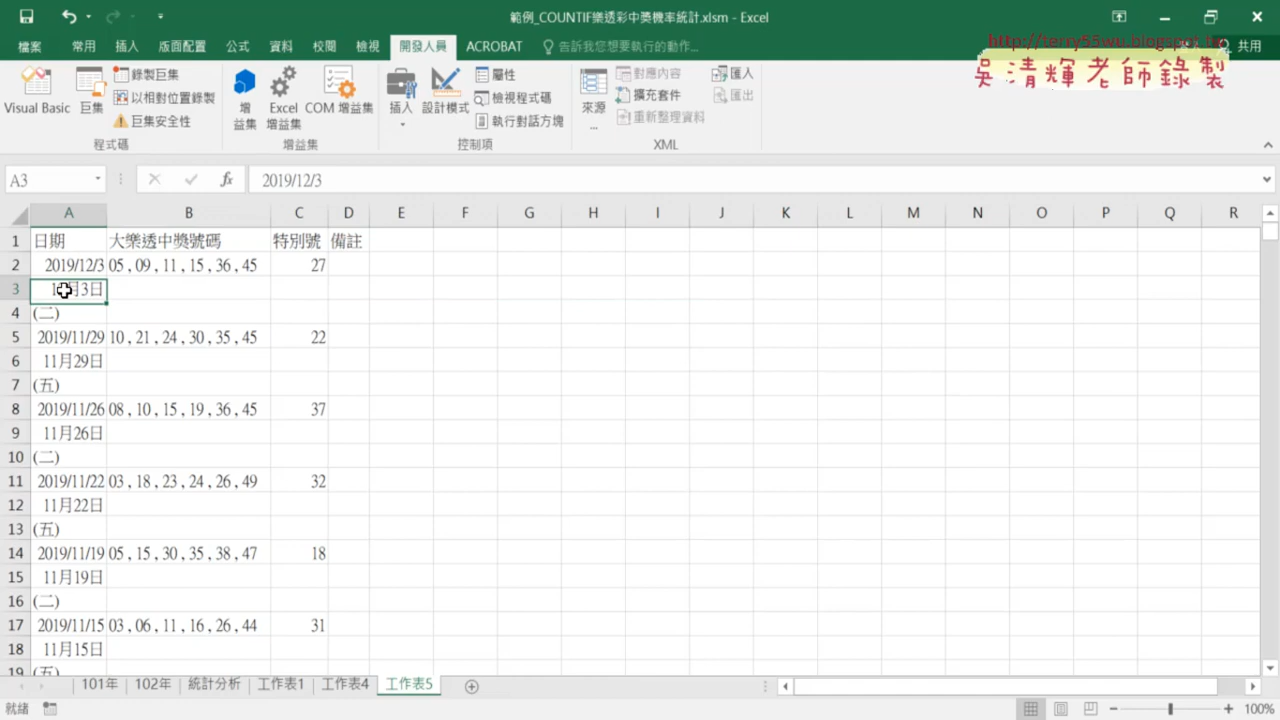 範例_COUNTIF樂透彩中獎機率統計.xlsm - Excel
檔案 常用 插入 版面配置 公式 資料 校閱 檢視 開發人員 ACROBAT 告訴我您想要執行的動作... 共用
http://terry55wu.blogspot.tw
吳清輝老師錄製
Visual Basic 巨集 錄製巨集 以相對位置錄製 巨集安全性 程式碼
增益集 Excel 增益集 COM 增益集 增益集
插入 設計模式 屬性 檢視程式碼 執行對話方塊 控制項
來源... 對應內容 擴充套件 重新整理資料 匯入 匯出 XML
A3 fx 2019/12/3
A B C D E F G H I J K L M N O P Q R
1 日期 大樂透中獎號碼 特別號 備註
2 2019/12/3 05 , 09 , 11 , 15 , 36 , 45 27
3 月3日
4 (二)
5 2019/11/29 10 , 21 , 24 , 30 , 35 , 45 22
6 11月29日
7 (五)
8 2019/11/26 08 , 10 , 15 , 19 , 36 , 45 37
9 11月26日
10 (二)
11 2019/11/22 03 , 18 , 23 , 24 , 26 , 49 32
12 11月22日
13 (五)
14 2019/11/19 05 , 15 , 30 , 35 , 38 , 47 18
15 11月19日
16 (二)
17 2019/11/15 03 , 06 , 11 , 16 , 26 , 44 31
18 11月15日
19 (五)
101年 102年 統計分析 工作表1 工作表4 工作表5
就緒 100%